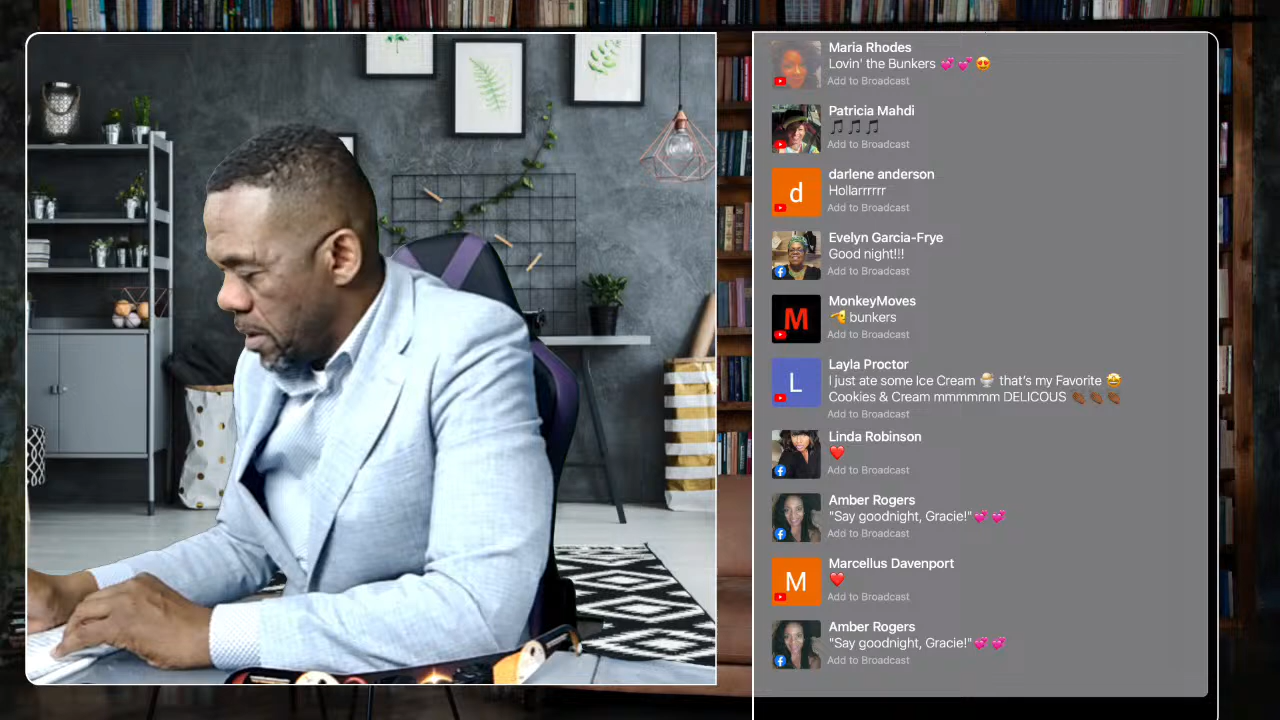 Maria Rhodes
Lovin' the Bunkers 💞 💞 😍
Add to Broadcast
Patricia Mahdi
🎵 🎵 🎵
Add to Broadcast
d
darlene anderson
Hollarrrrrr
Add to Broadcast
Evelyn Garcia-Frye
Good night!!!
Add to Broadcast
M
MonkeyMoves
🫡 bunkers
Add to Broadcast
L
Layla Proctor
I just ate some Ice Cream 🍨 that's my Favorite 🤩
Cookies & Cream mmmmmm DELICOUS 👏🏾 👏🏾 👏🏾
Add to Broadcast
Linda Robinson
❤️
Add to Broadcast
Amber Rogers
"Say goodnight, Gracie!"💞 💞
Add to Broadcast
M
Marcellus Davenport
❤️
Add to Broadcast
Amber Rogers
"Say goodnight, Gracie!"💞 💞
Add to Broadcast